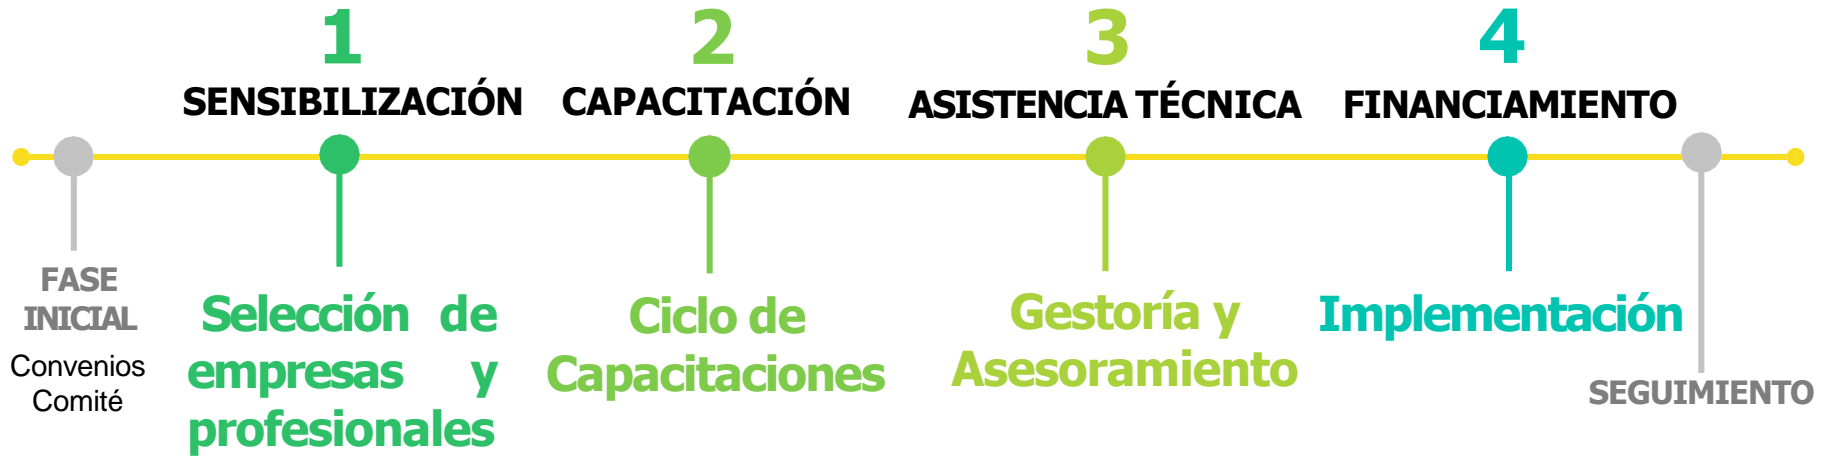 1
SENSIBILIZACIÓN
2
CAPACITACIÓN
3
ASISTENCIA TÉCNICA
4
FINANCIAMIENTO
FASE
INICIAL
Convenios
Comité
Selección de
empresas y
profesionales
Ciclo de
Capacitaciones
Gestoría y
Asesoramiento
Implementación
SEGUIMIENTO